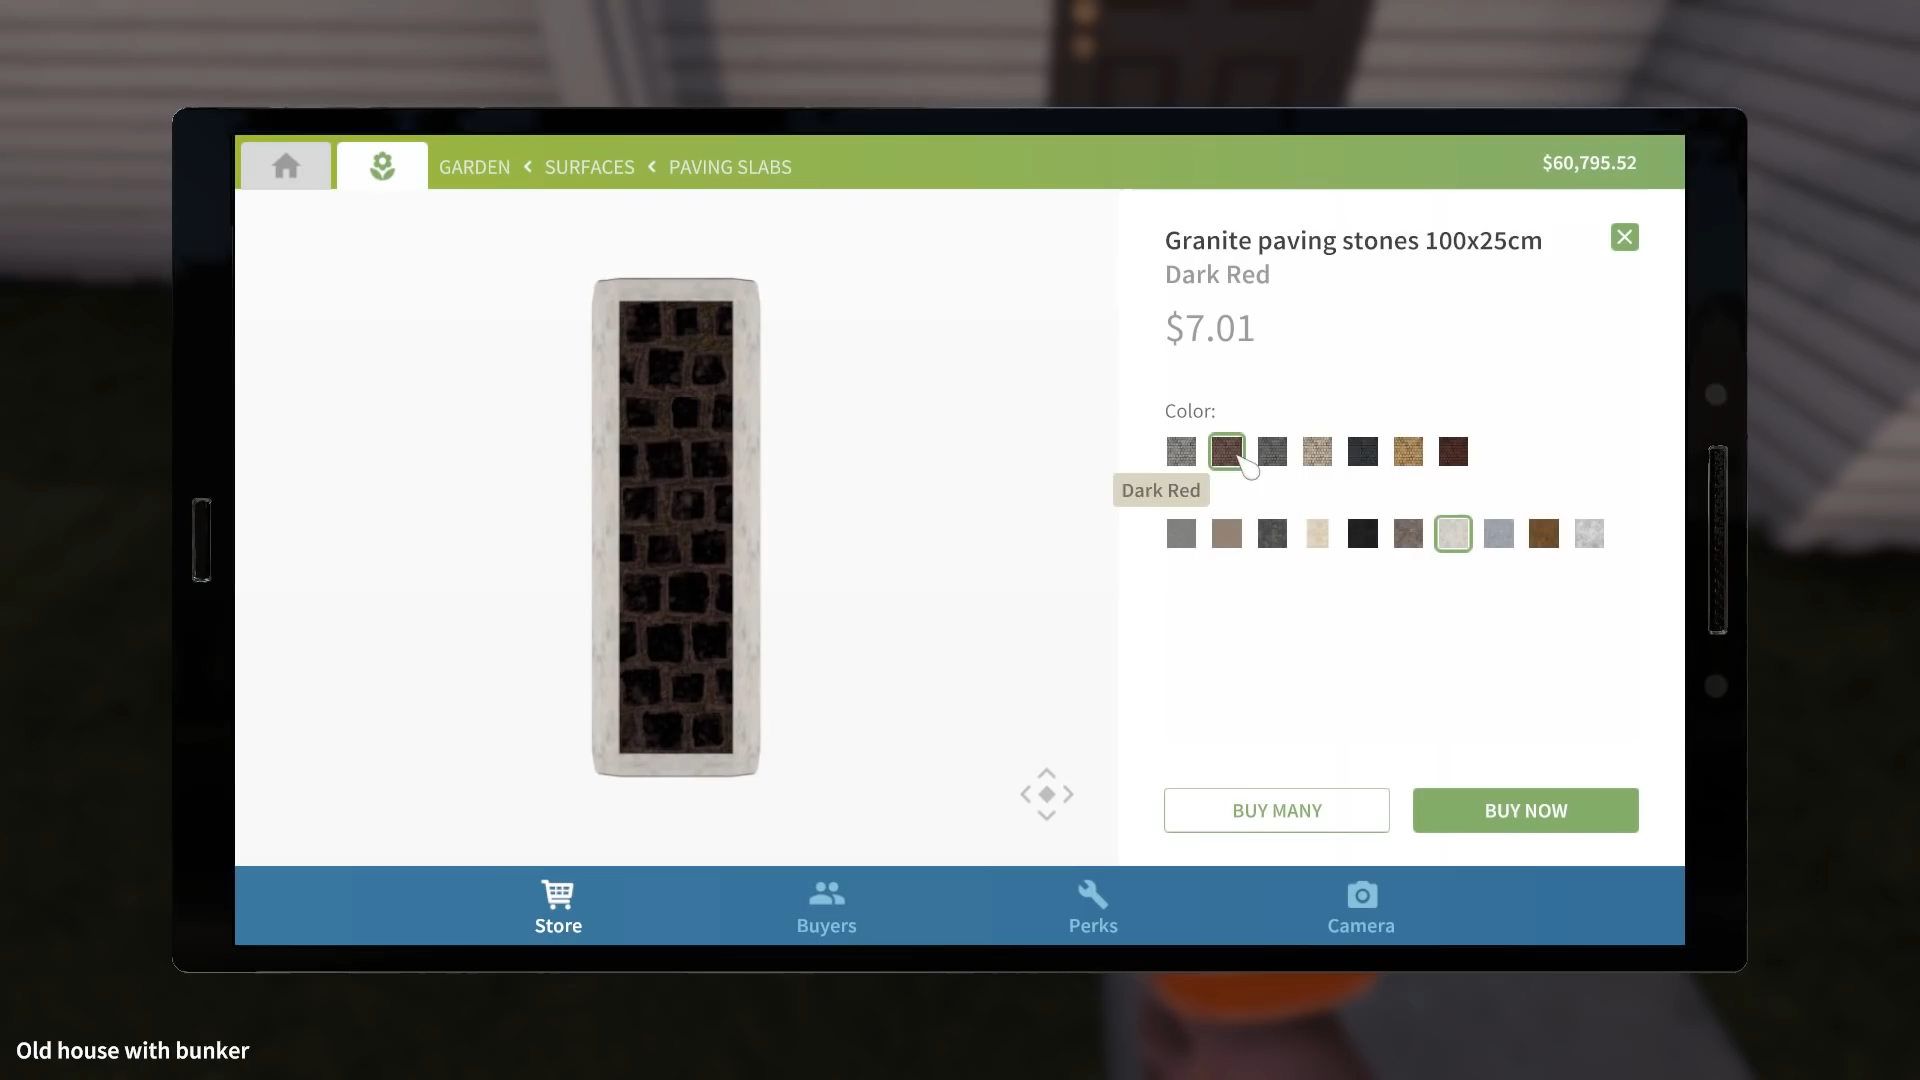 GARDEN < SURFACES < PAVING SLABS
$60,795.52
Granite paving stones 100x25cm
Dark Red
$7.01
Color:
Dark Red
BUY MANY
BUY NOW
Store
Buyers
Perks
Camera
Old house with bunker